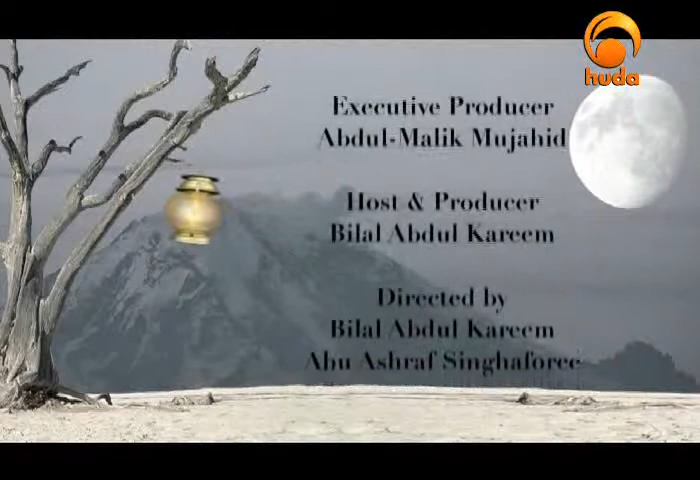 huda
Executive Producer
Abdul-Malik Mujahid
Host & Producer
Bilal Abdul Kareem
Directed by
Bilal Abdul Kareem
Abu Ashraf Singhaforee